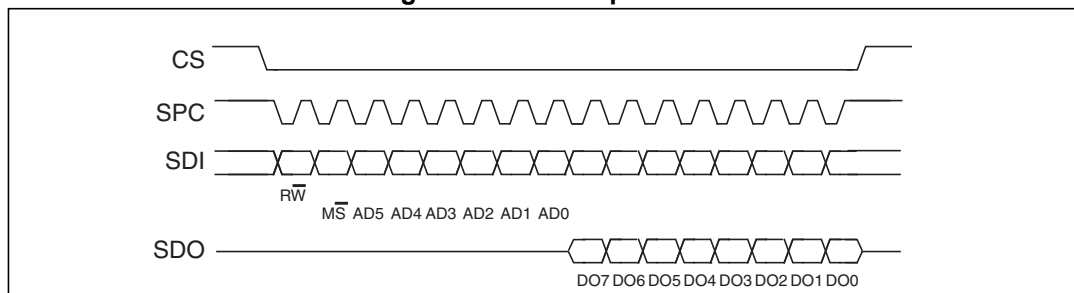 CS
SPC
SDI
RW̅
MS̅ AD5 AD4 AD3 AD2 AD1 AD0
SDO
DO7 DO6 DO5 DO4 DO3 DO2 DO1 DO0